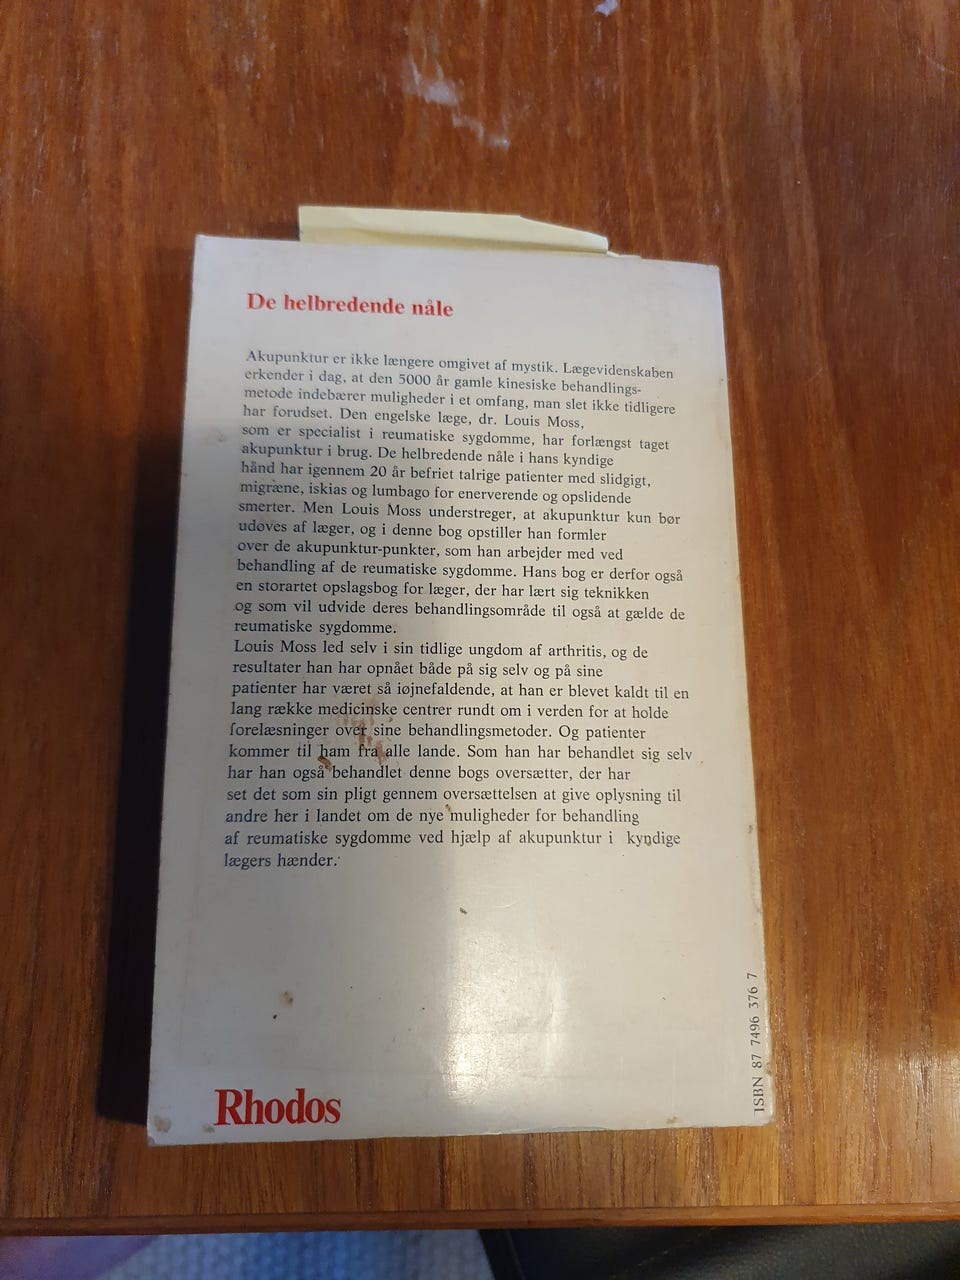 De helbredende nåle
Akupunktur er ikke længere omgivet af mystik. Lægevidenskaben
erkender i dag, at den 5000 år gamle kinesiske behandlings-
metode indebærer muligheder i et omfang, man slet ikke tidligere
har forudset. Den engelske læge, dr. Louis Moss,
som er specialist i reumatiske sygdomme, har forlængst taget
akupunktur i brug. De helbredende nåle i hans kyndige
hånd har igennem 20 år befriet talrige patienter med slidgigt,
migræne, iskias og lumbago for enerverende og opslidende
smerter. Men Louis Moss understreger, at akupunktur kun bør
udøves af læger, og i denne bog opstiller han formler
over de akupunktur-punkter, som han arbejder med ved
behandling af de reumatiske sygdomme. Hans bog er derfor også
en storartet opslagsbog for læger, der har lært sig teknikken
og som vil udvide deres behandlingsområde til også at gælde de
reumatiske sygdomme.
Louis Moss led selv i sin tidlige ungdom af arthritis, og de
resultater han har opnået både på sig selv og på sine
patienter har været så iøjnefaldende, at han er blevet kaldt til en
lang række medicinske centrer rundt om i verden for at holde
forelæsninger over sine behandlingsmetoder. Og patienter
kommer til ham fra alle lande. Som han har behandlet sig selv
har han også behandlet denne bogs oversætter, der har
set det som sin pligt gennem oversættelsen at give oplysning til
andre her i landet om de nye muligheder for behandling
af reumatiske sygdomme ved hjælp af akupunktur i kyndige
lægers hænder.
Rhodos
ISBN 87 7496 376 7